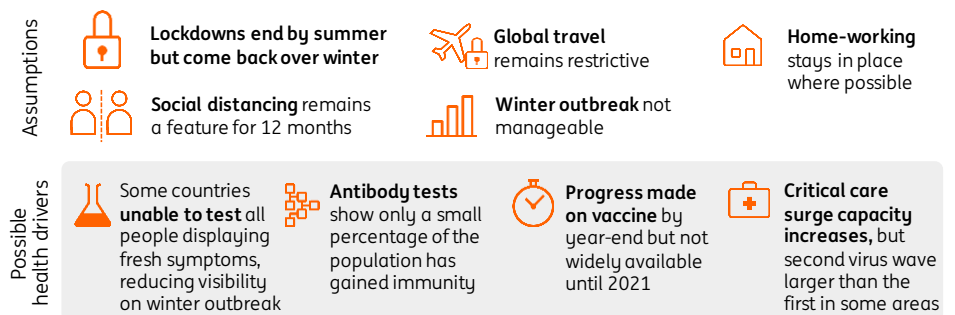 Assumptions
Lockdowns end by summer
but come back over winter
Global travel
remains restrictive
Home-working
stays in place
where possible
Social distancing remains
a feature for 12 months
Winter outbreak not
manageable
Possible
health drivers
Some countries
unable to test all
people displaying
fresh symptoms,
reducing visibility
on winter outbreak
Antibody tests
show only a small
percentage of the
population has
gained immunity
Progress made
on vaccine by
year-end but not
widely available
until 2021
Critical care
surge capacity
increases, but
second virus wave
larger than the
first in some areas